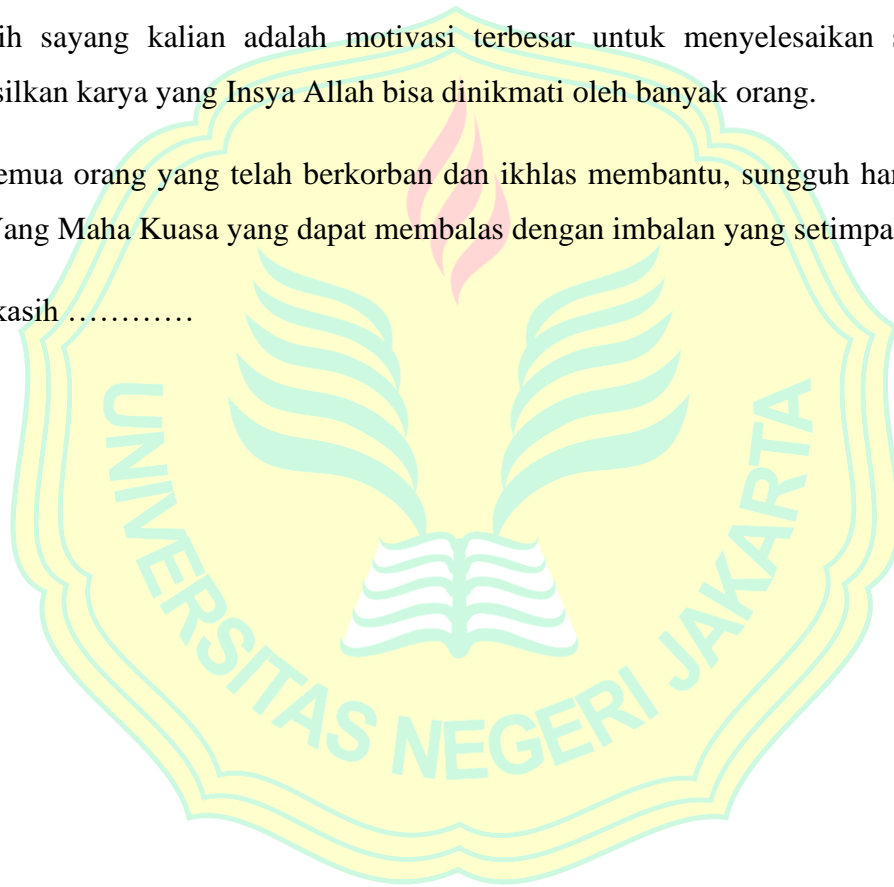 ih sayang kalian adalah motivasi terbesar untuk menyelesaikan s
silkan karya yang Insya Allah bisa dinikmati oleh banyak orang.
emua orang yang telah berkorban dan ikhlas membantu, sungguh har
Yang Maha Kuasa yang dapat membalas dengan imbalan yang setimpa
kasih …………
UNIVERSITAS NEGERI JAKARTA